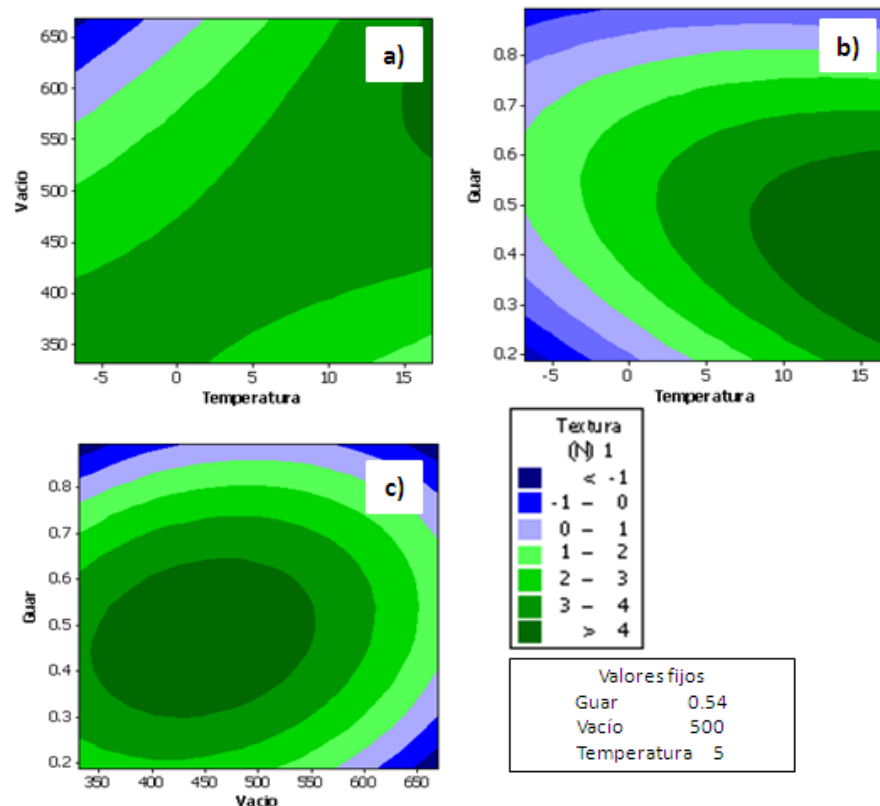 a)
650
600
550
500
450
400
350
Vacio
-5 0 5 10 15
Temperatura
b)
0.8
0.7
0.6
0.5
0.4
0.3
0.2
Guar
-5 0 5 10 15
Temperatura
c)
0.8
0.7
0.6
0.5
0.4
0.3
0.2
Guar
350 400 450 500 550 600 650
Vacio
Textura
(N) 1
< -1
-1 – 0
0 – 1
1 – 2
2 – 3
3 – 4
> 4
Valores fijos
Guar 0.54
Vacío 500
Temperatura 5